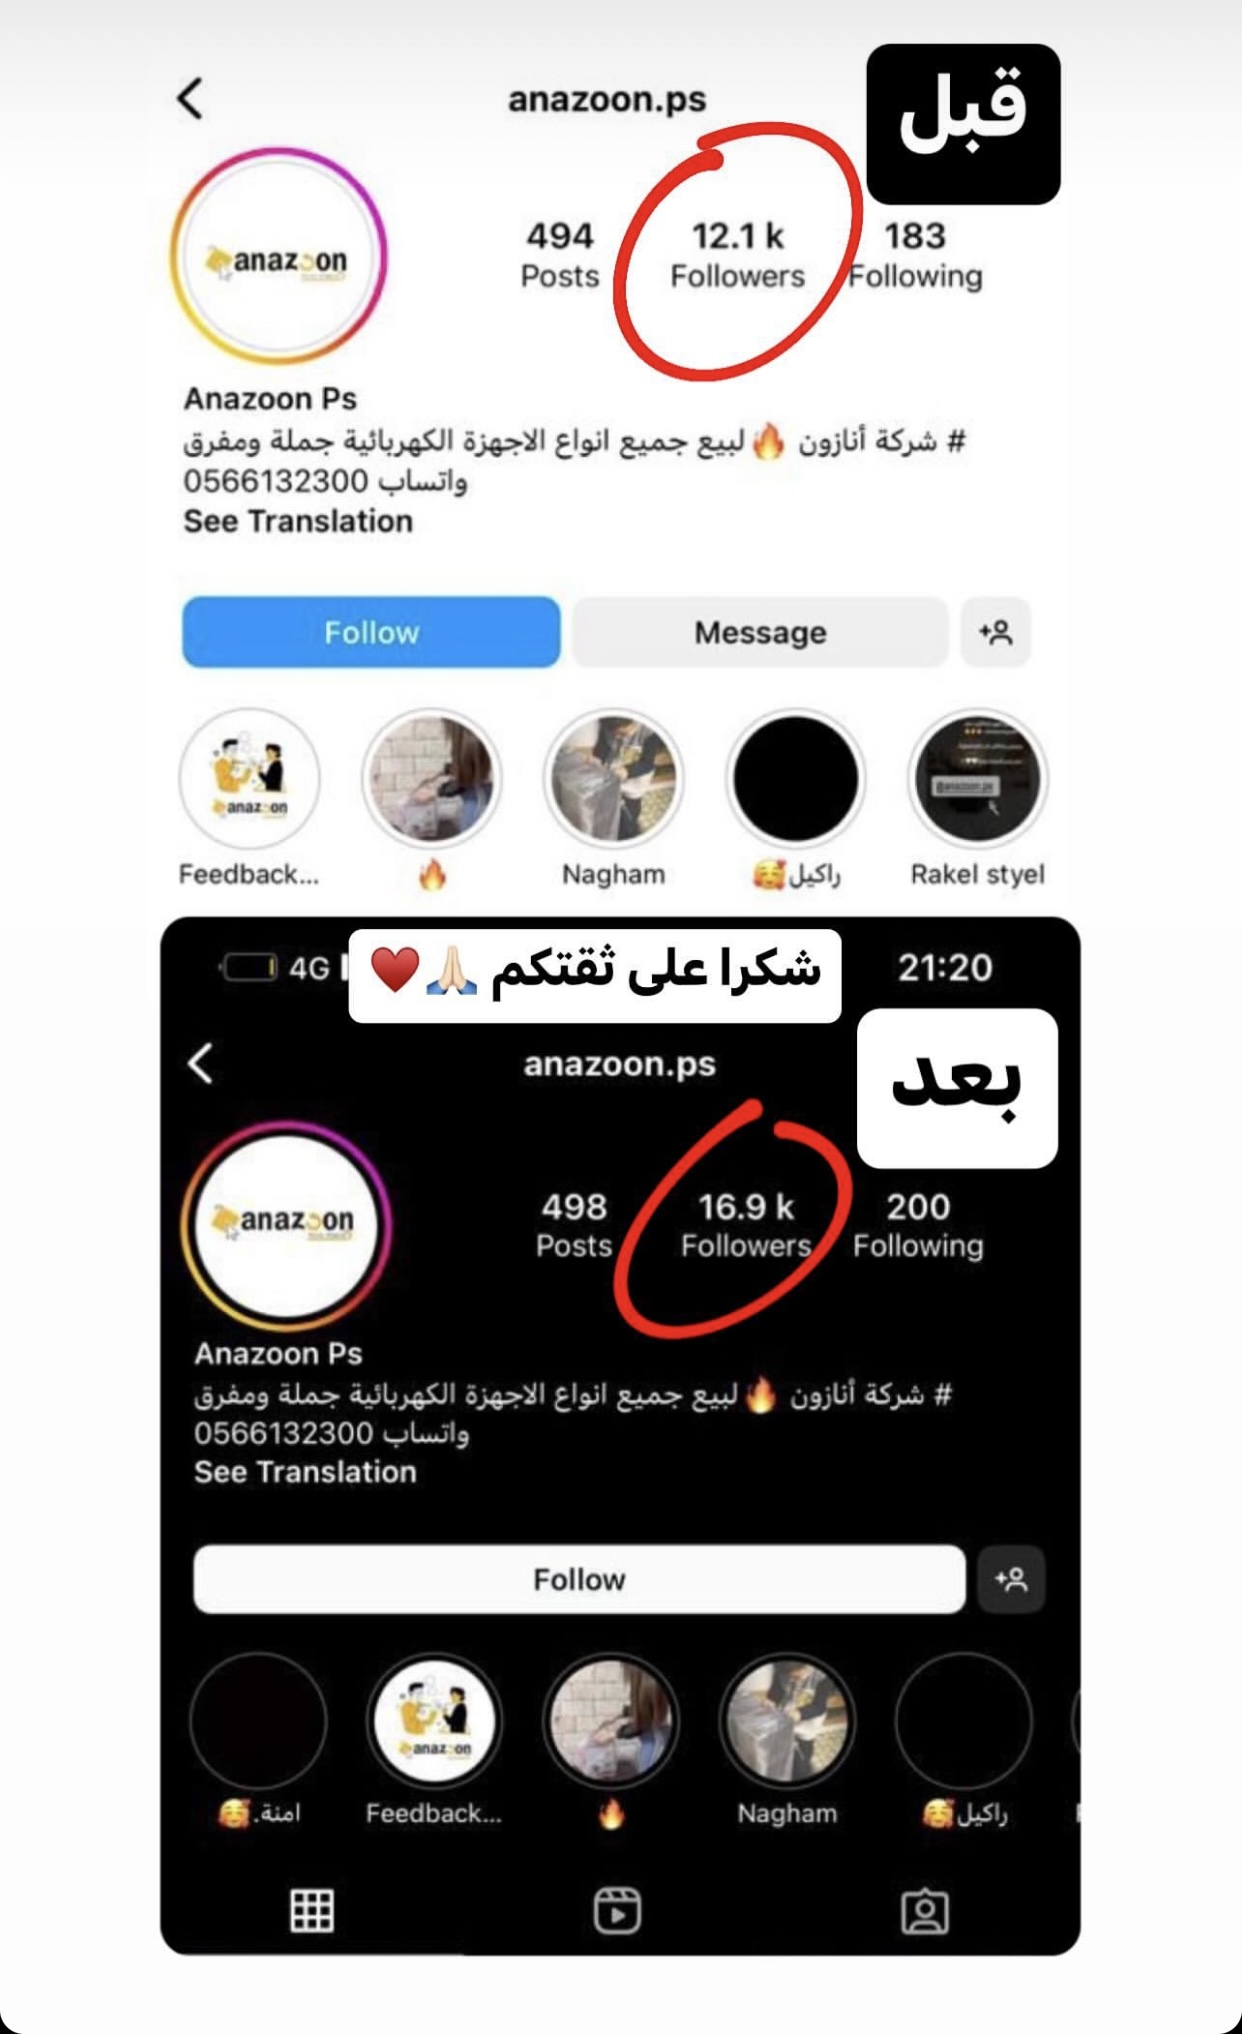 قبل
anazoon.ps
anazoon
494 12.1 k 183
Posts Followers Following
Anazoon Ps
# شركة أنازون 🔥 لبيع جميع انواع الاجهزة الكهربائية جملة ومفرق
واتساب 0566132300
See Translation
Follow Message
anazoon
Feedback... 🔥 Nagham راكيل🥰 Rakel styel
4G شكرا على ثقتكم 🙏🏻♥️ 21:20
بعد
anazoon.ps
anazoon
498 16.9 k 200
Posts Followers Following
Anazoon Ps
# شركة أنازون 🔥 لبيع جميع انواع الاجهزة الكهربائية جملة ومفرق
واتساب 0566132300
See Translation
Follow
anazoon
امنة.🥰 Feedback... 🔥 Nagham راكيل🥰